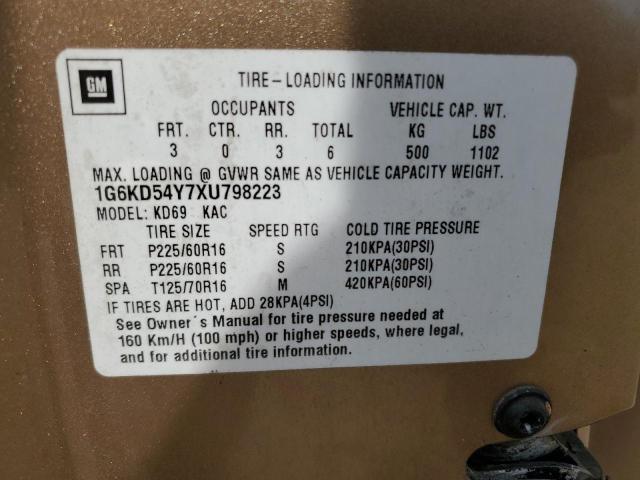 GM
TIRE-LOADING INFORMATION
OCCUPANTS VEHICLE CAP. WT.
FRT. CTR. RR. TOTAL KG LBS
3 0 3 6 500 1102
MAX. LOADING @ GVWR SAME AS VEHICLE CAPACITY WEIGHT.
1G6KD54Y7XU798223
MODEL: KD69 KAC
TIRE SIZE SPEED RTG COLD TIRE PRESSURE
FRT P225/60R16 S 210KPA(30PSI)
RR P225/60R16 S 210KPA(30PSI)
SPA T125/70R16 M 420KPA(60PSI)
IF TIRES ARE HOT, ADD 28KPA(4PSI)
See Owner's Manual for tire pressure needed at
160 Km/H (100 mph) or higher speeds, where legal,
and for additional tire information.